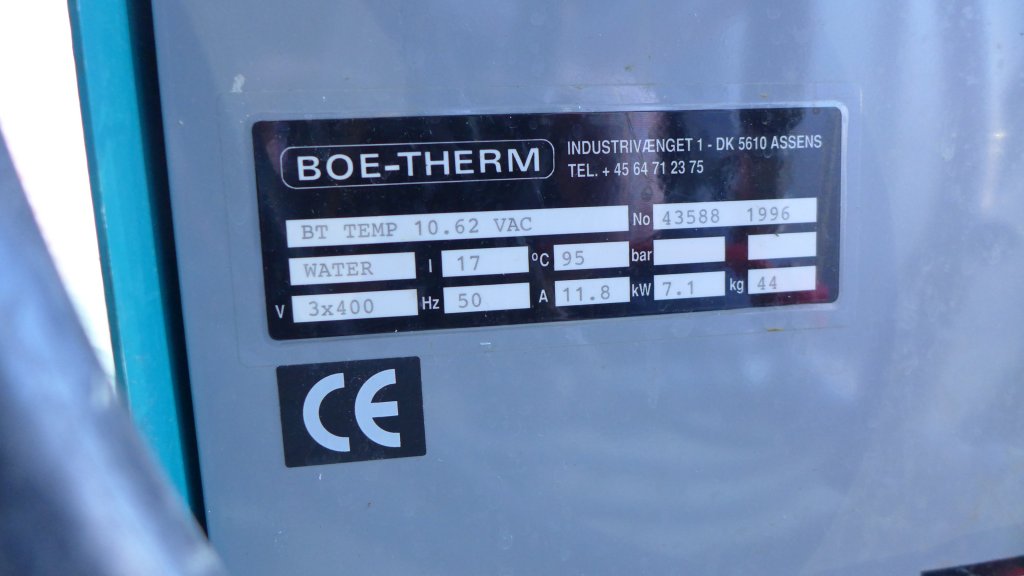 BOE-THERM
INDUSTRIVÆNGET 1 - DK 5610 ASSENS
TEL. + 45 64 71 23 75
BT TEMP 10.62 VAC No 43588 1996
WATER l 17 ºC 95 bar
V 3x400 Hz 50 A 11.8 kW 7.1 kg 44
CE